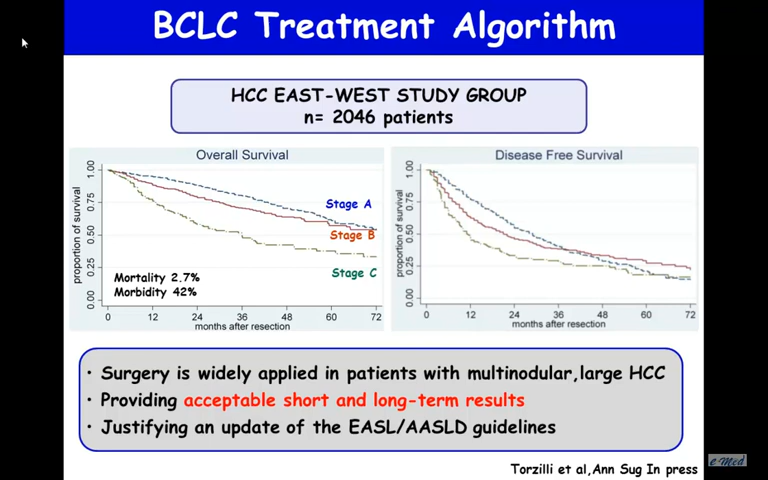 BCLC Treatment Algorithm
HCC EAST-WEST STUDY GROUP
n= 2046 patients
Overall Survival
proportion of survival
1.00
0.75
0.50
0.25
0.00
Stage A
Stage B
Stage C
Mortality 2.7%
Morbidity 42%
0 12 24 36 48 60 72
months after resection
Disease Free Survival
proportion of survival
1.00
0.75
0.50
0.25
0.00
0 12 24 36 48 60 72
months after resection
• Surgery is widely applied in patients with multinodular,large HCC
• Providing acceptable short and long-term results
• Justifying an update of the EASL/AASLD guidelines
Torzilli et al,Ann Sug In press
e-Med